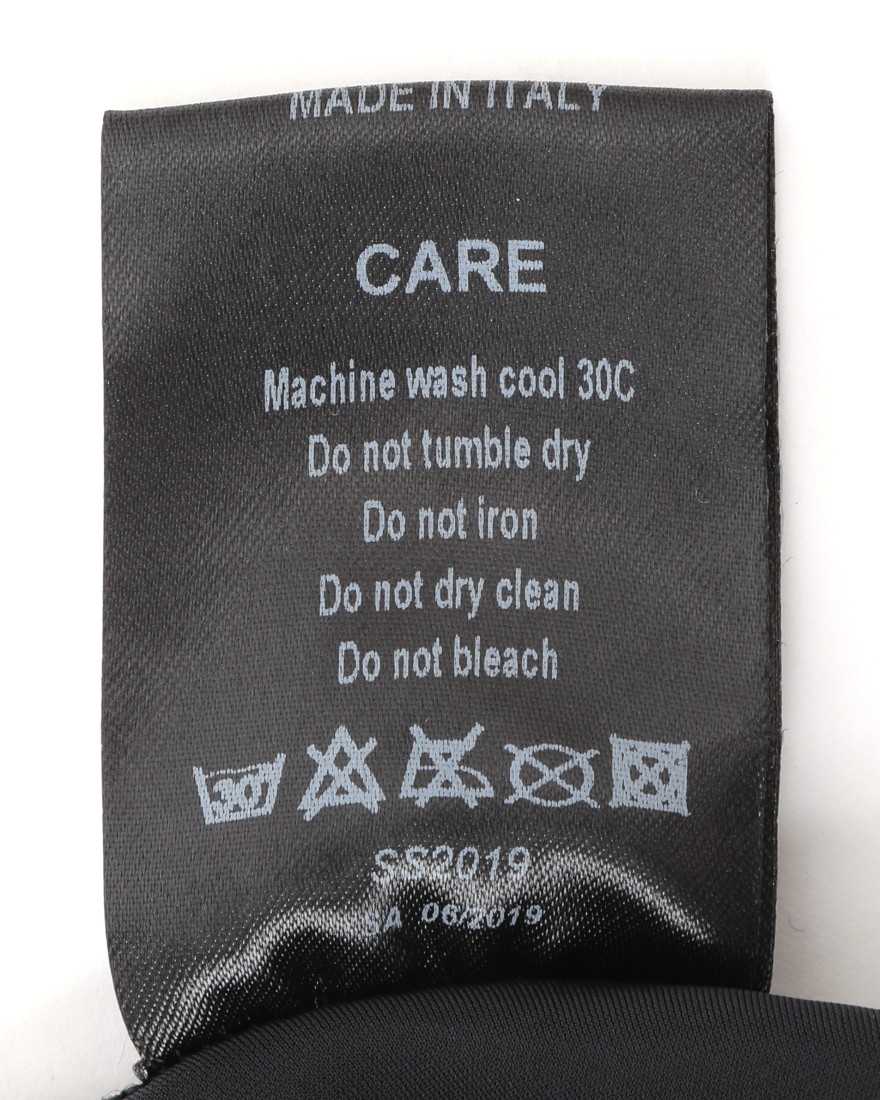 MADE IN ITALY
CARE
Machine wash cool 30C
Do not tumble dry
Do not iron
Do not dry clean
Do not bleach
30
SS2019
SA 06/2019